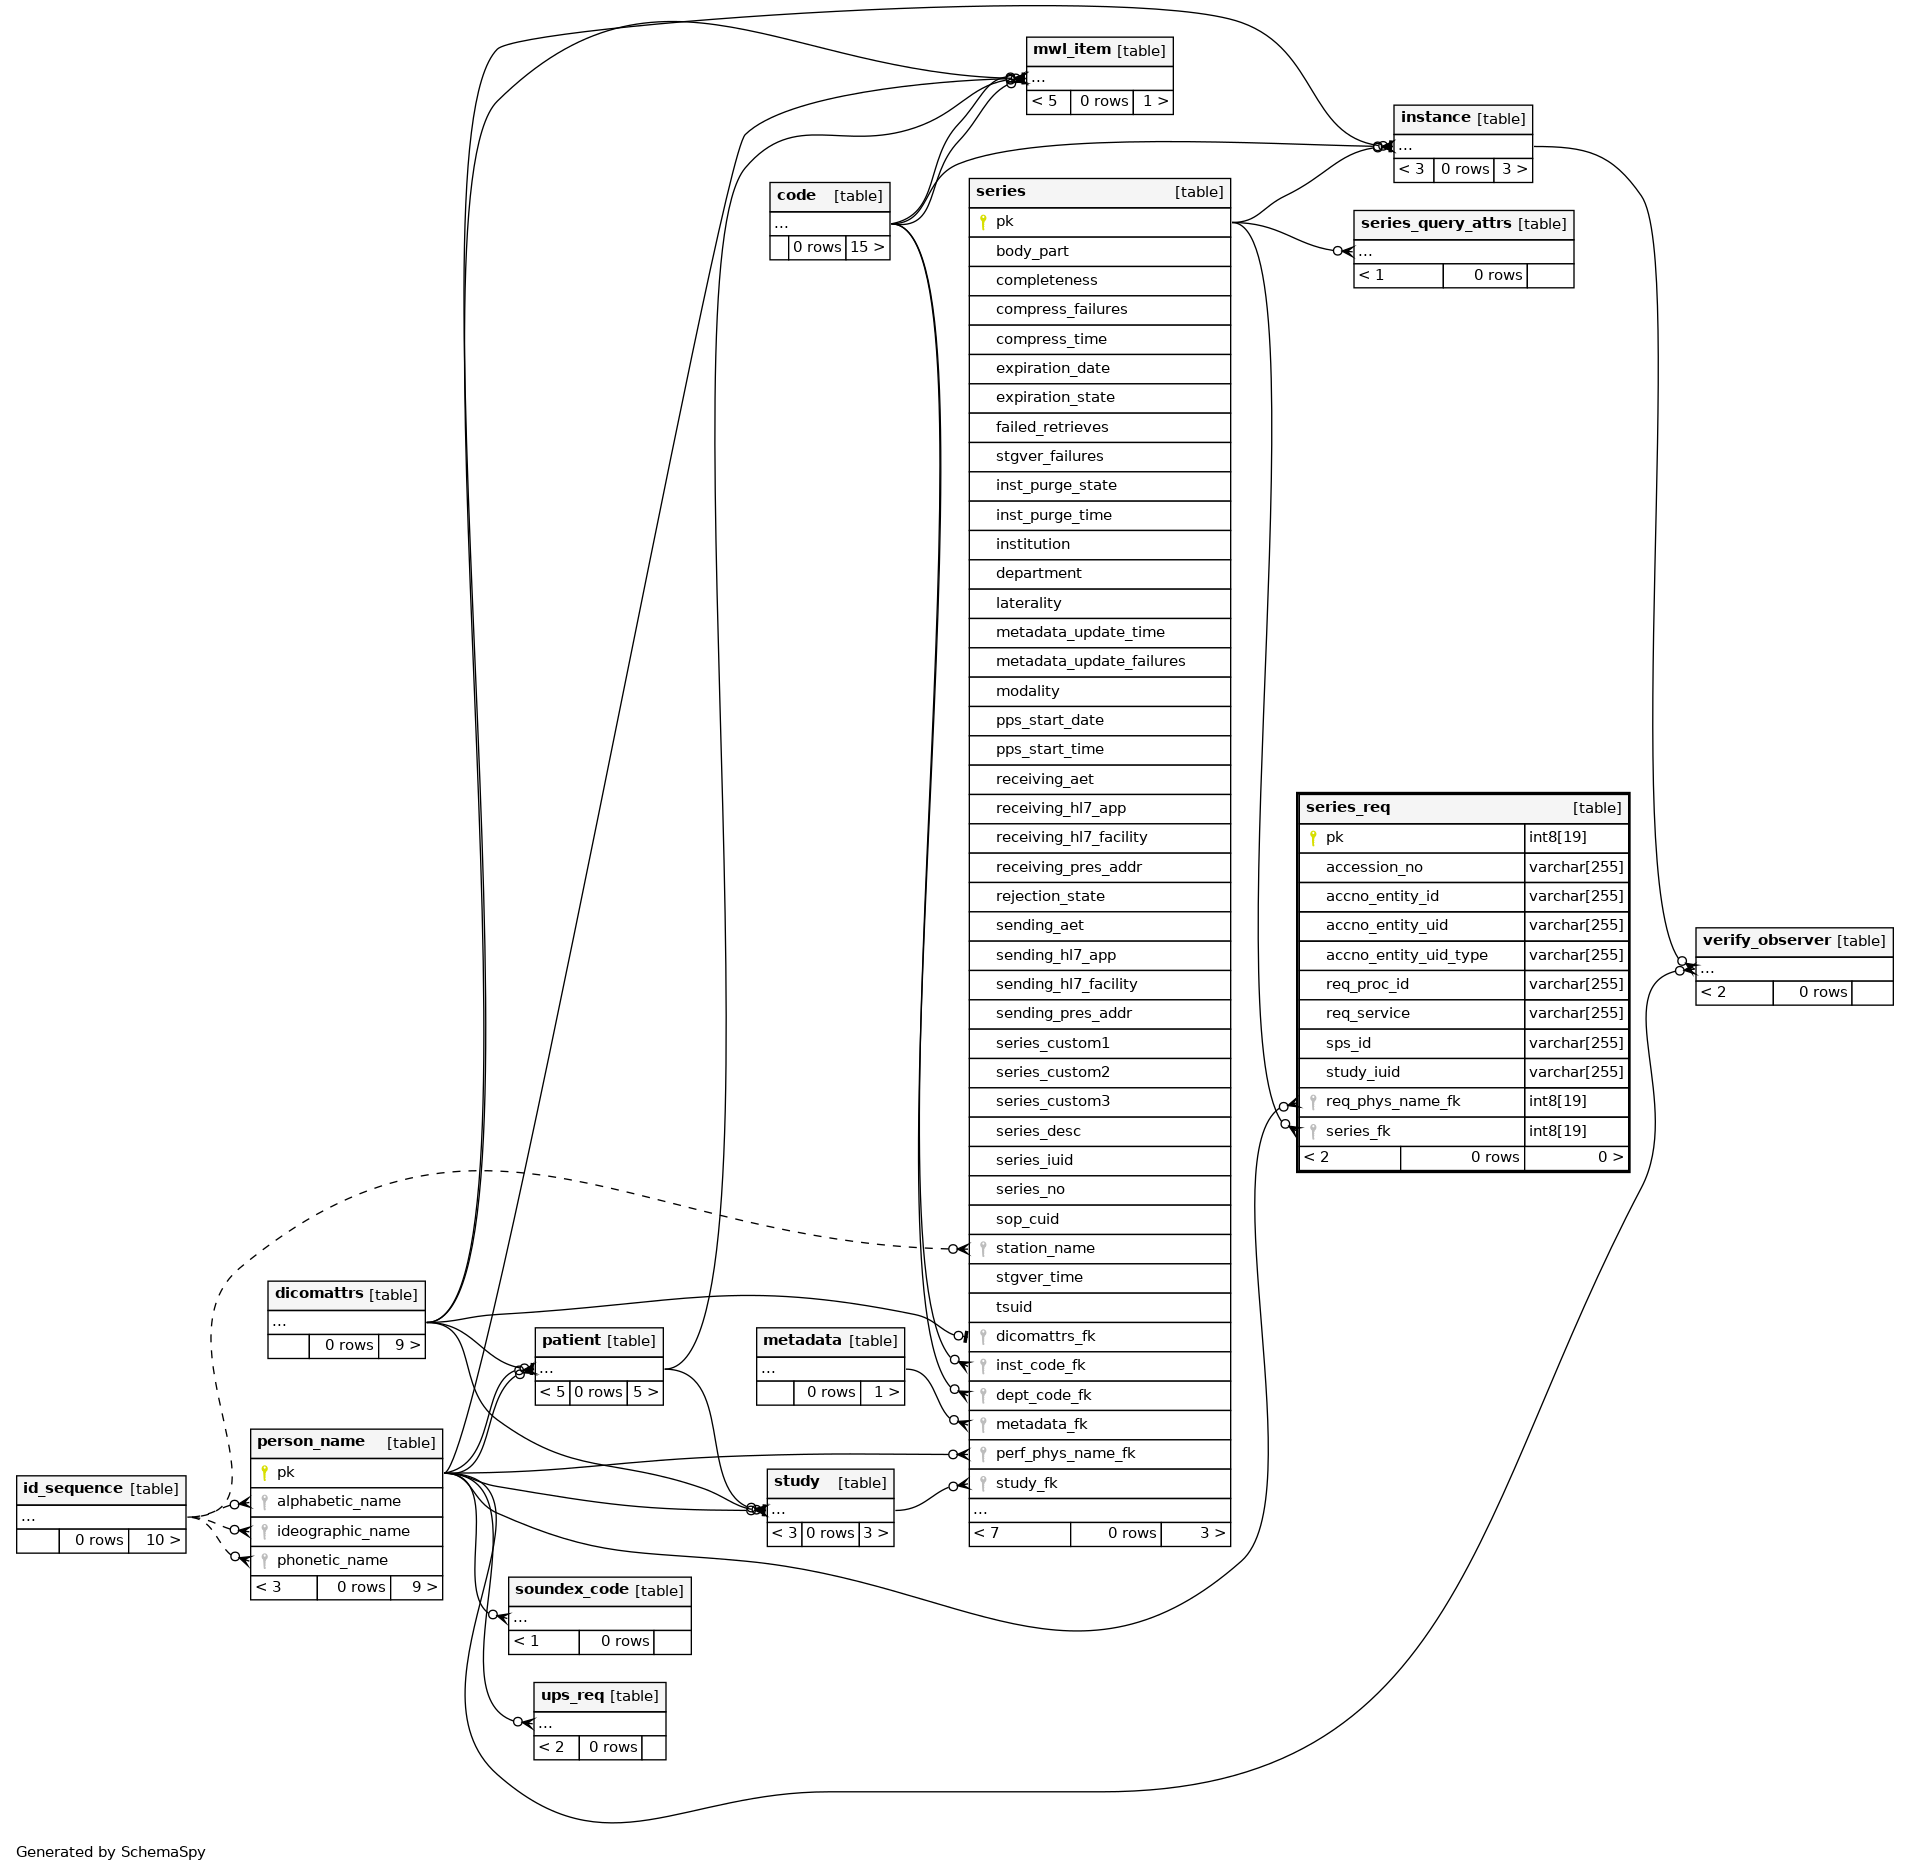 mwl_item [table]
...
< 5 0 rows 1 >
instance [table]
...
< 3 0 rows 3 >
code [table]
...
0 rows 15 >
series [table]
pk
body_part
completeness
compress_failures
compress_time
expiration_date
expiration_state
failed_retrieves
stgver_failures
inst_purge_state
inst_purge_time
institution
department
laterality
metadata_update_time
metadata_update_failures
modality
pps_start_date
pps_start_time
receiving_aet
receiving_hl7_app
receiving_hl7_facility
receiving_pres_addr
rejection_state
sending_aet
sending_hl7_app
sending_hl7_facility
sending_pres_addr
series_custom1
series_custom2
series_custom3
series_desc
series_iuid
series_no
sop_cuid
station_name
stgver_time
tsuid
dicomattrs_fk
inst_code_fk
dept_code_fk
metadata_fk
perf_phys_name_fk
study_fk
...
< 7 0 rows 3 >
series_query_attrs [table]
...
< 1 0 rows
series_req [table]
pk int8[19]
accession_no varchar[255]
accno_entity_id varchar[255]
accno_entity_uid varchar[255]
accno_entity_uid_type varchar[255]
req_proc_id varchar[255]
req_service varchar[255]
sps_id varchar[255]
study_iuid varchar[255]
req_phys_name_fk int8[19]
series_fk int8[19]
< 2 0 rows 0 >
verify_observer [table]
...
< 2 0 rows
dicomattrs [table]
...
0 rows 9 >
patient [table]
...
< 5 0 rows 5 >
metadata [table]
...
0 rows 1 >
person_name [table]
pk
alphabetic_name
ideographic_name
phonetic_name
< 3 0 rows 9 >
id_sequence [table]
...
0 rows 10 >
study [table]
...
< 3 0 rows 3 >
soundex_code [table]
...
< 1 0 rows
ups_req [table]
...
< 2 0 rows
Generated by SchemaSpy